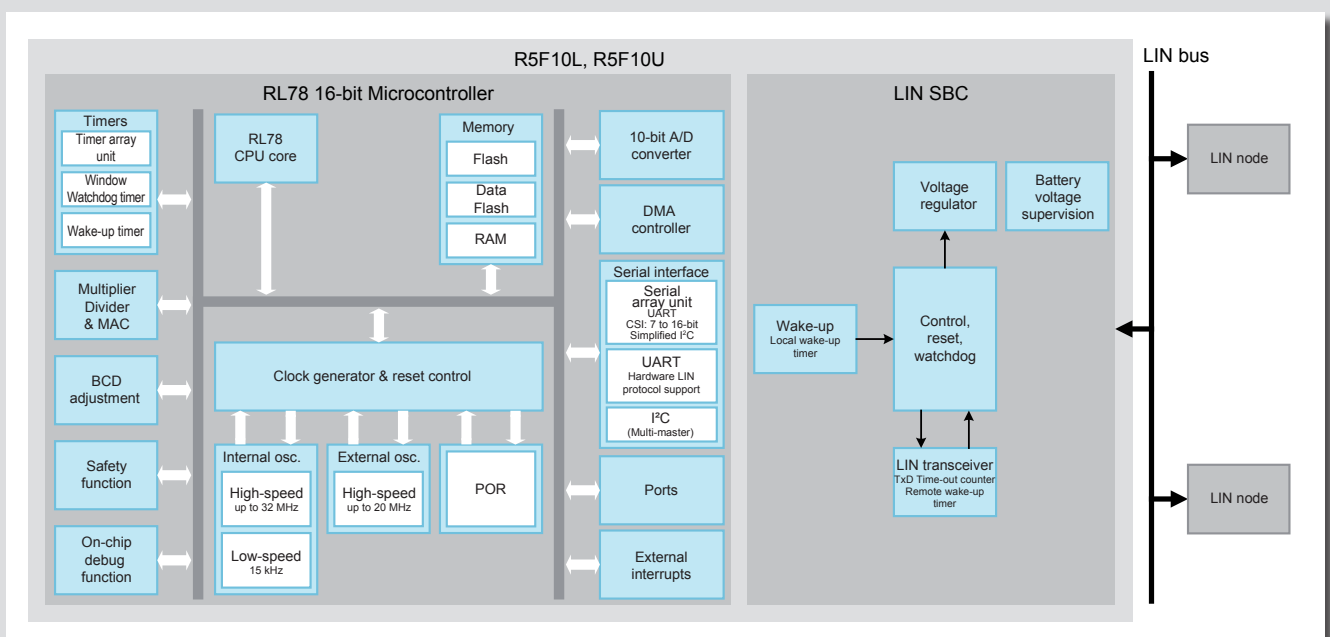 R5F10L, R5F10U
LIN bus
RL78 16-bit Microcontroller
LIN SBC
Timers
Timer array
unit
Window
Watchdog timer
Wake-up timer
Multiplier
Divider
& MAC
BCD
adjustment
Safety
function
On-chip
debug
function
RL78
CPU core
Memory
Flash
Data
Flash
RAM
Clock generator & reset control
Internal osc.
High-speed
up to 32 MHz
Low-speed
15 kHz
External osc.
High-speed
up to 20 MHz
POR
10-bit A/D
converter
DMA
controller
Serial interface
Serial
array unit
UART
CSI: 7 to 16-bit
Simplified I²C
UART
Hardware LIN
protocol support
I²C
(Multi-master)
Ports
External
interrupts
Voltage
regulator
Battery
voltage
supervision
Wake-up
Local wake-up
timer
Control,
reset,
watchdog
LIN transceiver
TxD Time-out counter
Remote wake-up
timer
LIN node
LIN node